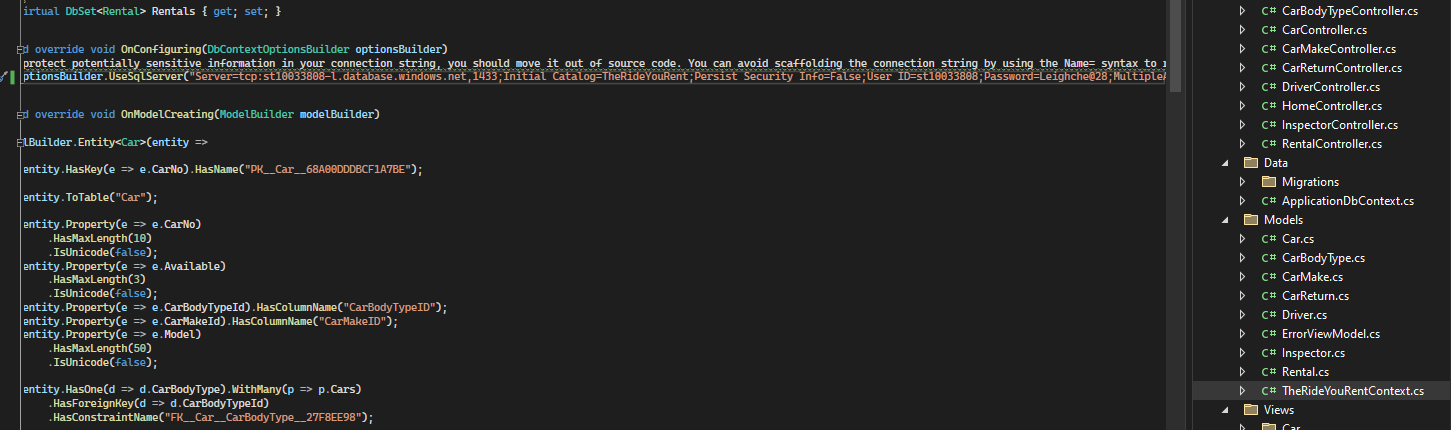 irtual DbSet<Rental> Rentals { get; set; }
d override void OnConfiguring(DbContextOptionsBuilder optionsBuilder)
protect potentially sensitive information in your connection string, you should move it out of source code. You can avoid scaffolding the connection string by using the Name= syntax to
ptionsBuilder.UseSqlServer("Server=tcp:st10033808-l.database.windows.net,1433;Initial Catalog=TheRideYouRent;Persist Security Info=False;User ID=st10033808;Password=Leighche@28;Multiple
d override void OnModelCreating(ModelBuilder modelBuilder)
lBuilder.Entity<Car>(entity =>
entity.HasKey(e => e.CarNo).HasName("PK__Car__68A00DDDBCF1A7BE");
entity.ToTable("Car");
entity.Property(e => e.CarNo)
.HasMaxLength(10)
.IsUnicode(false);
entity.Property(e => e.Available)
.HasMaxLength(3)
.IsUnicode(false);
entity.Property(e => e.CarBodyTypeId).HasColumnName("CarBodyTypeID");
entity.Property(e => e.CarMakeId).HasColumnName("CarMakeID");
entity.Property(e => e.Model)
.HasMaxLength(50)
.IsUnicode(false);
entity.HasOne(d => d.CarBodyType).WithMany(p => p.Cars)
.HasForeignKey(d => d.CarBodyTypeId)
.HasConstraintName("FK__Car__CarBodyType__27F8EE98");
C# CarBodyTypeController.cs
C# CarController.cs
C# CarMakeController.cs
C# CarReturnController.cs
C# DriverController.cs
C# HomeController.cs
C# InspectorController.cs
C# RentalController.cs
Data
Migrations
C# ApplicationDbContext.cs
Models
C# Car.cs
C# CarBodyType.cs
C# CarMake.cs
C# CarReturn.cs
C# Driver.cs
C# ErrorViewModel.cs
C# Inspector.cs
C# Rental.cs
C# TheRideYouRentContext.cs
Views
Car